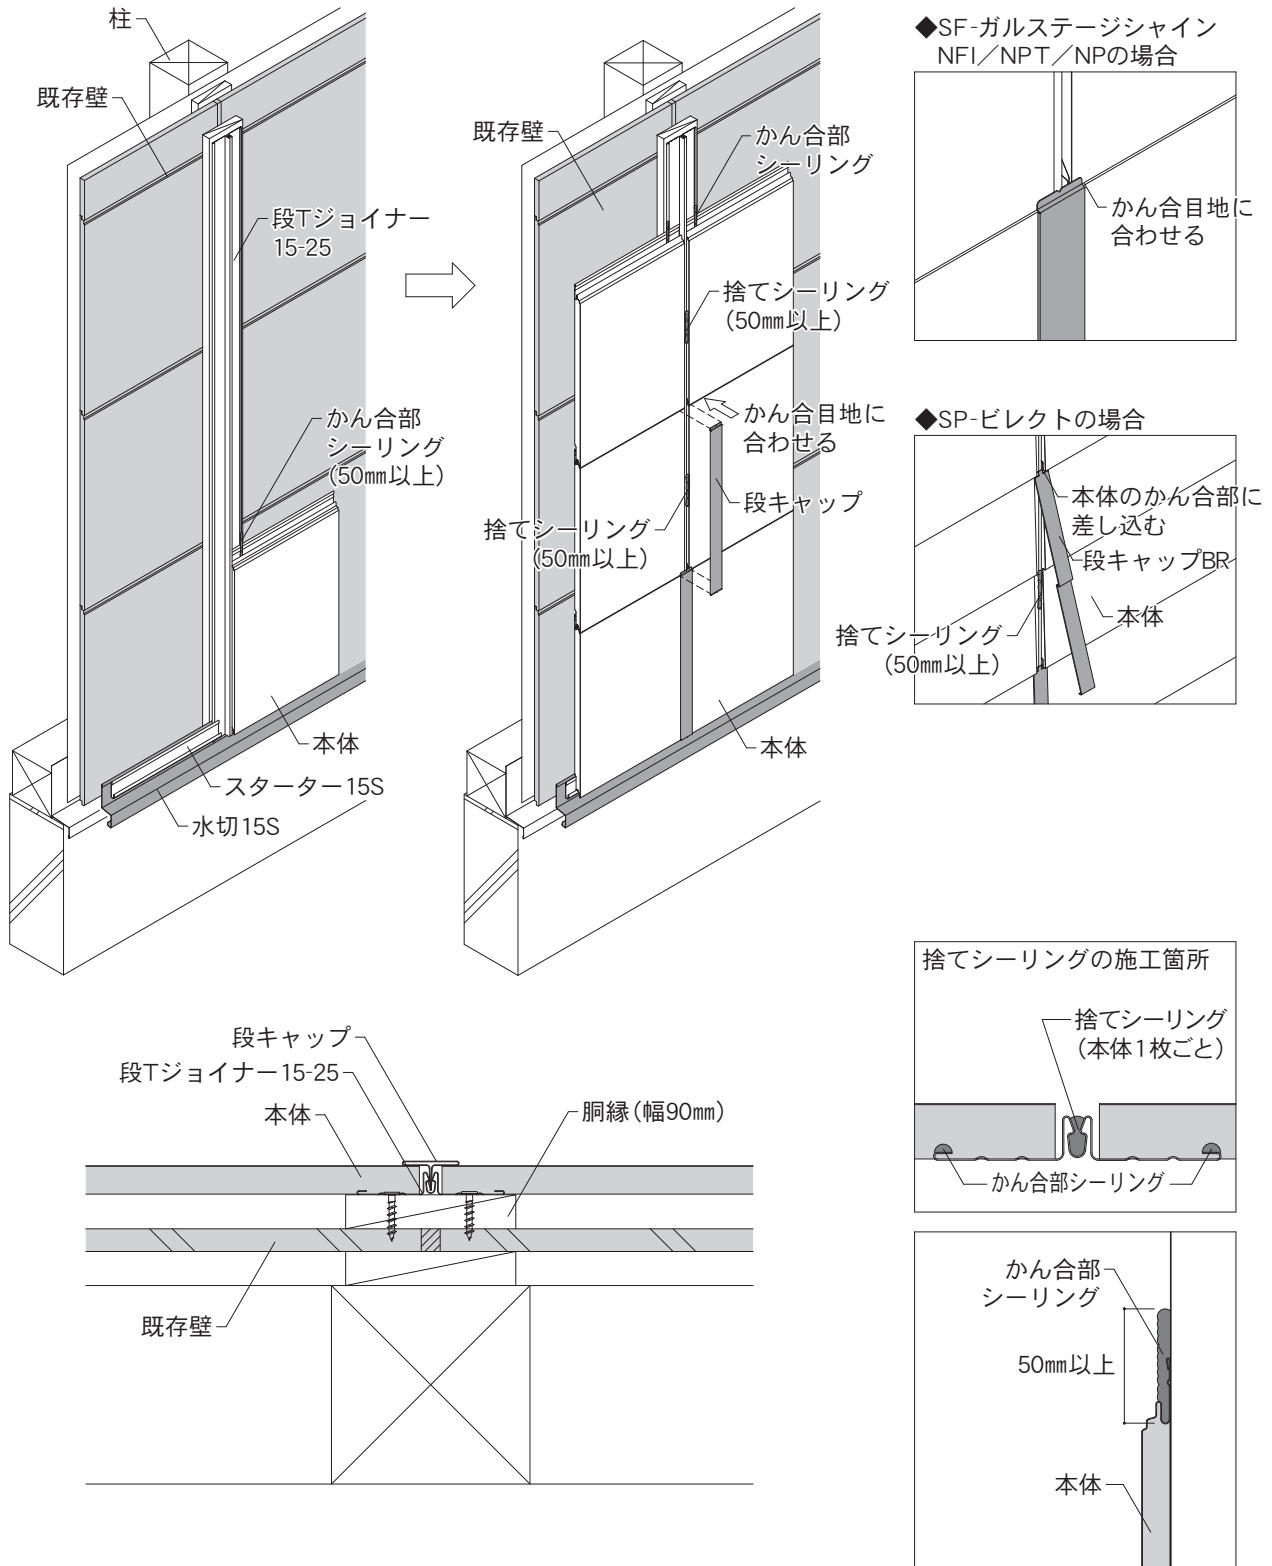 柱
既存壁
段Tジョイナー
15-25
かん合部
シーリング
(50㎜以上)
本体
スターター15S
水切15S
既存壁
かん合部
シーリング
捨てシーリング
(50㎜以上)
かん合目地に
合わせる
段キャップ
捨てシーリング
(50㎜以上)
本体
◆SF-ガルステージシャイン
NFI/NPT/NPの場合
かん合目地に
合わせる
◆SP-ビレクトの場合
本体のかん合部に
差し込む
段キャップBR
本体
捨てシーリング
(50㎜以上)
段キャップ
段Tジョイナー15-25
本体
胴縁(幅90㎜)
既存壁
捨てシーリングの施工箇所
捨てシーリング
(本体1枚ごと)
かん合部シーリング
かん合部
シーリング
50㎜以上
本体